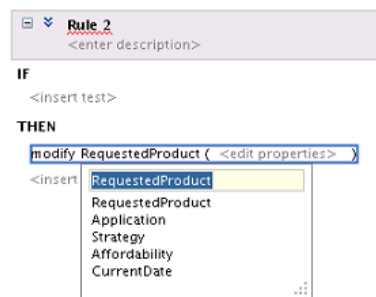 Rule 2
<enter description>
IF
<insert test>
THEN
modify RequestedProduct ( <edit properties> )
<insert
RequestedProduct
RequestedProduct
Application
Strategy
Affordability
CurrentDate